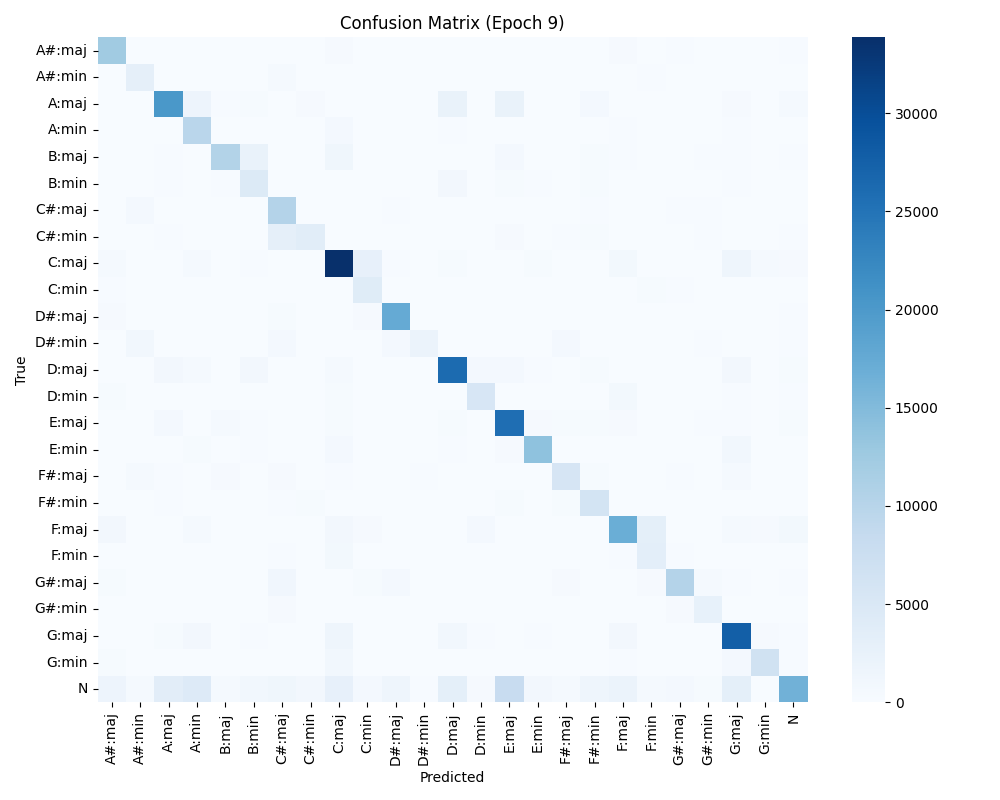 Confusion Matrix (Epoch 9)
True
A#:maj
A#:min
A:maj
A:min
B:maj
B:min
C#:maj
C#:min
C:maj
C:min
D#:maj
D#:min
D:maj
D:min
E:maj
E:min
F#:maj
F#:min
F:maj
F:min
G#:maj
G#:min
G:maj
G:min
N
A#:maj
A#:min
A:maj
A:min
B:maj
B:min
C#:maj
C#:min
C:maj
C:min
D#:maj
D#:min
D:maj
D:min
E:maj
E:min
F#:maj
F#:min
F:maj
F:min
G#:maj
G#:min
G:maj
G:min
N
Predicted
30000
25000
20000
15000
10000
5000
0